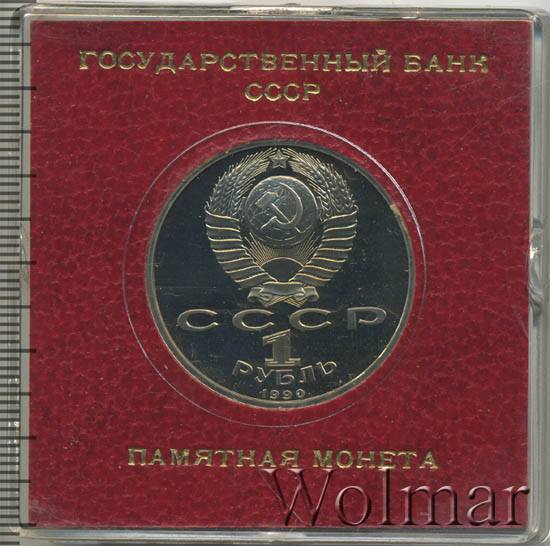 ГОСУДАРСТВЕННЫЙ БАНК
СССР
СССР
1
РУБЛЬ
1990
ПАМЯТНАЯ МОНЕТА
Wolmar